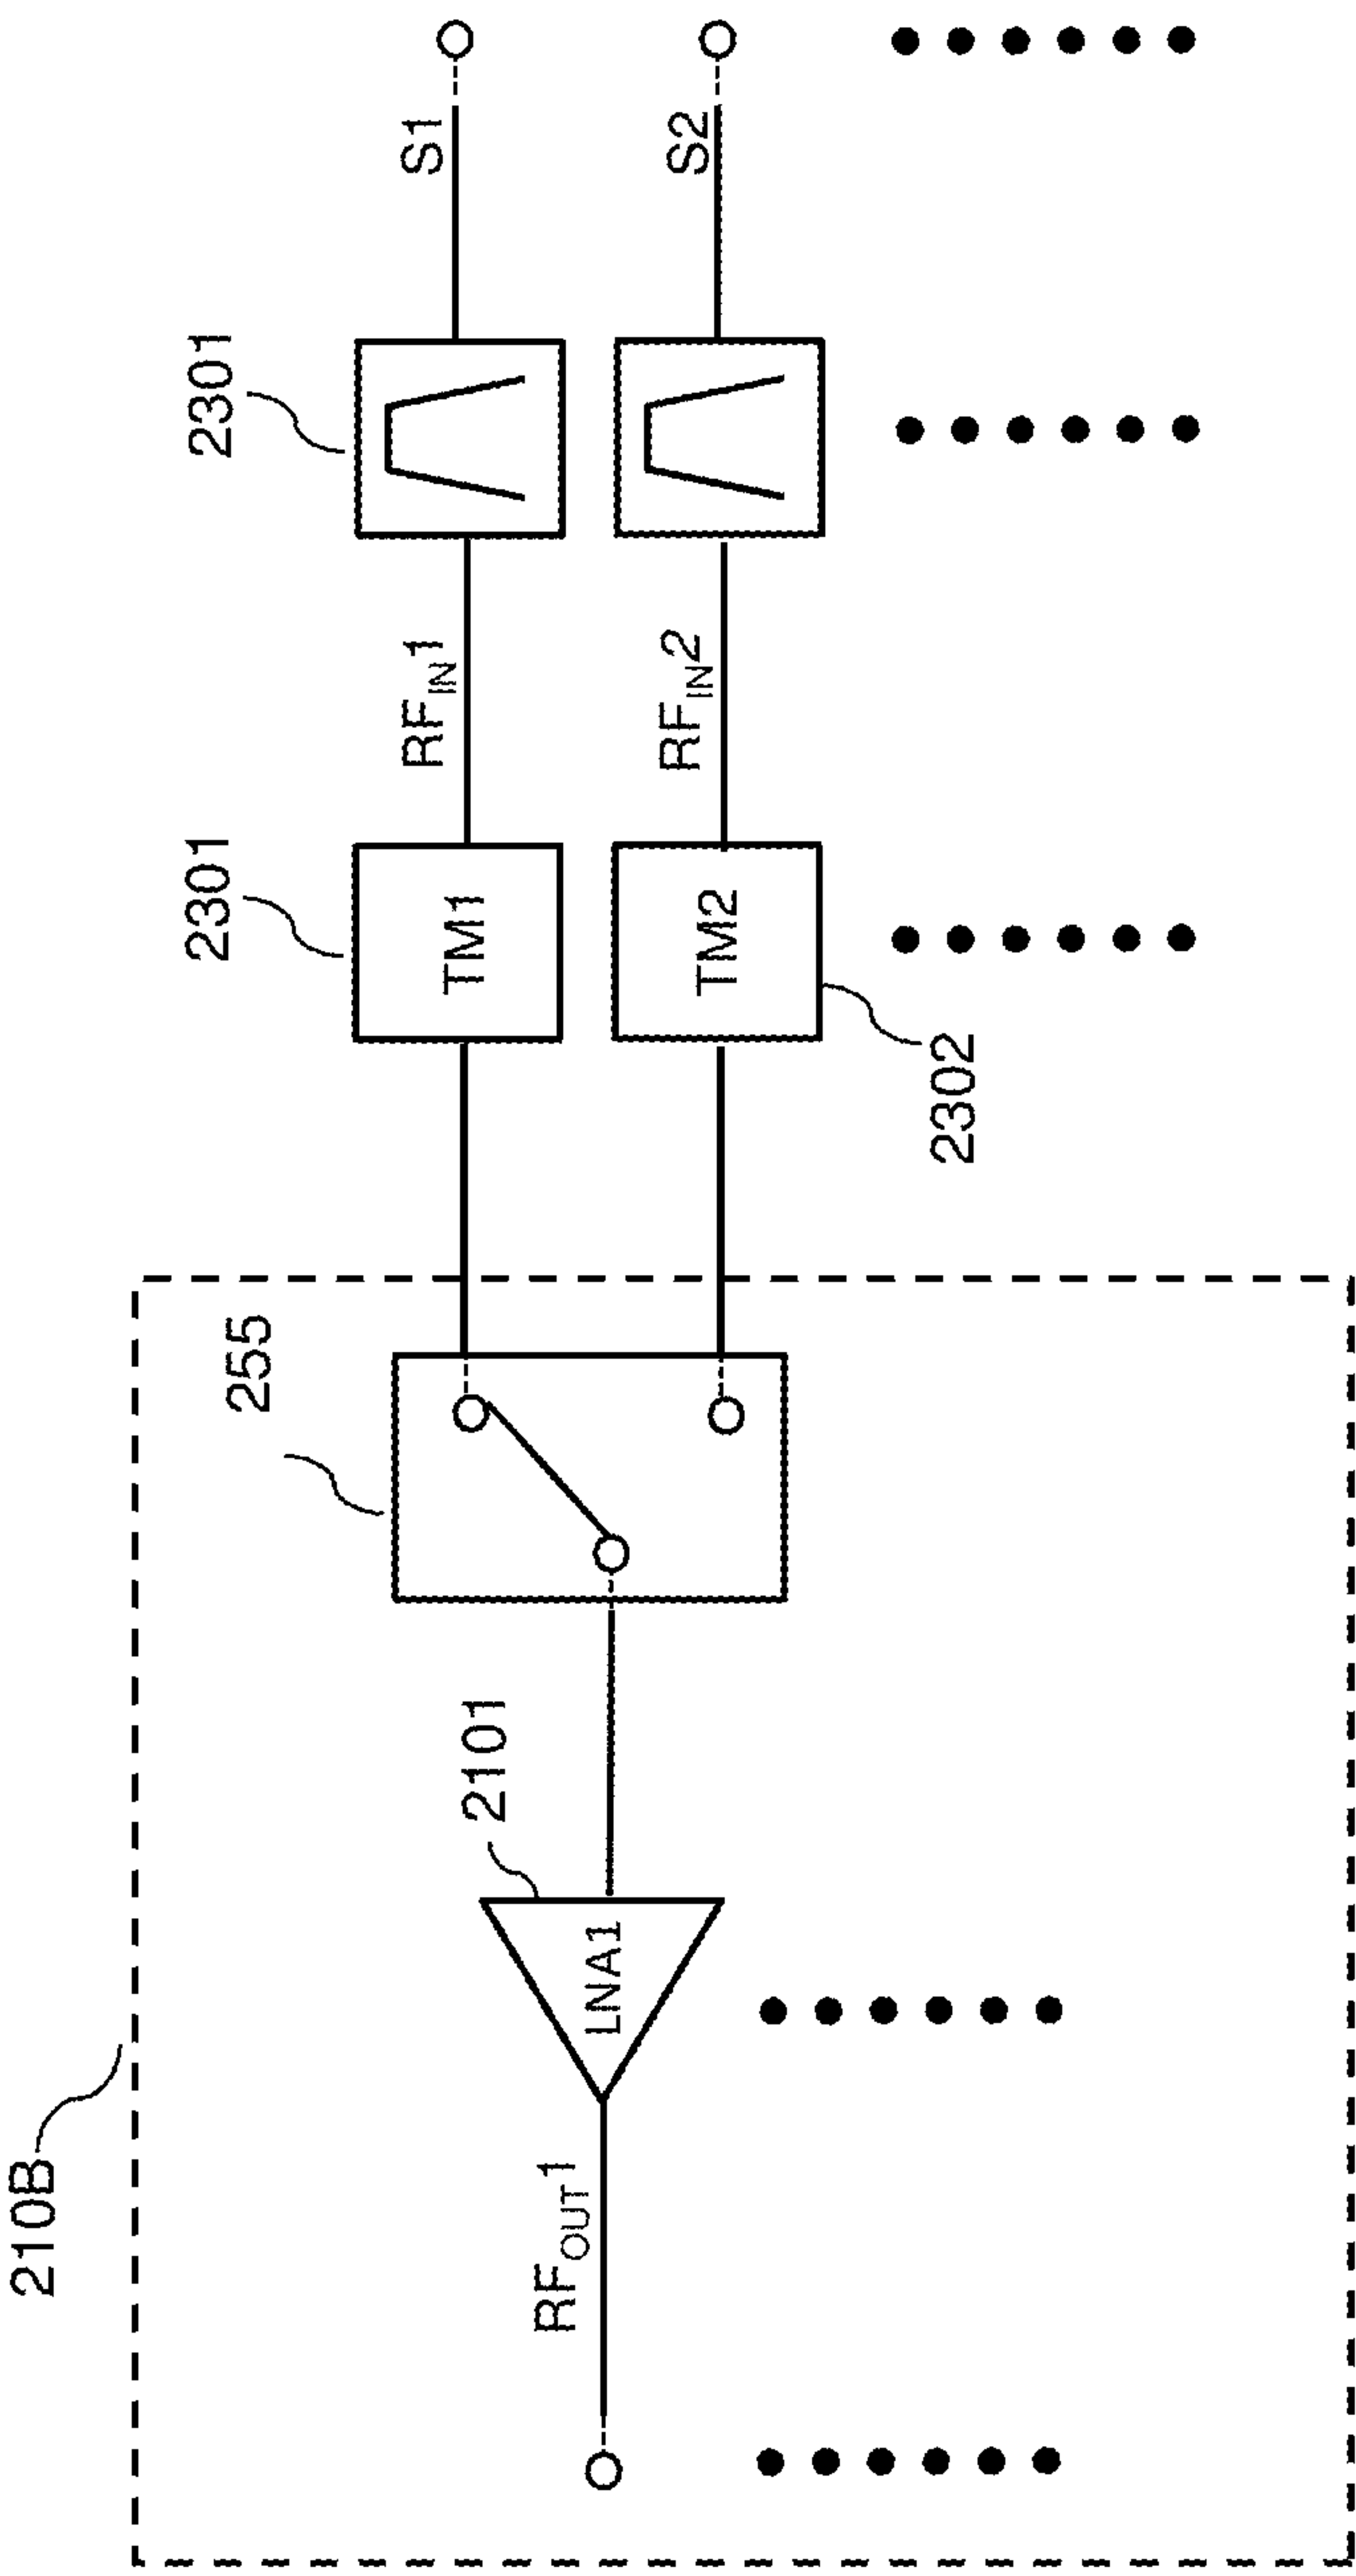 210B
255
2301
2301
S1
RF_IN1
TM1
2101
LNA1
RF_OUT1
S2
RF_IN2
TM2
2302